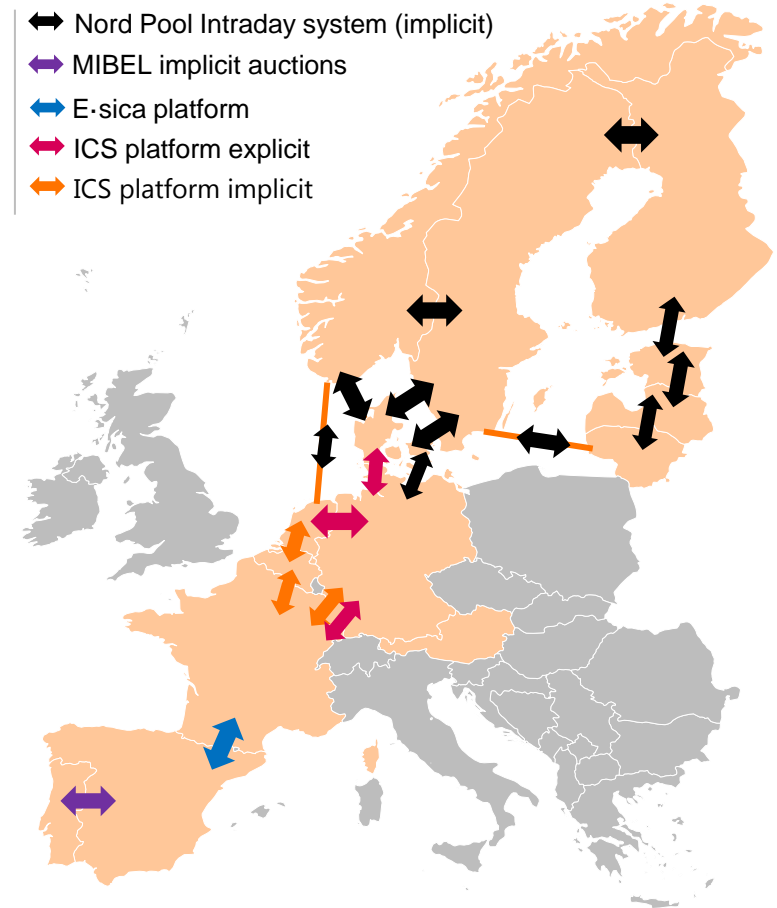 Nord Pool Intraday system (implicit)
MIBEL implicit auctions
E·sica platform
ICS platform explicit
ICS platform implicit